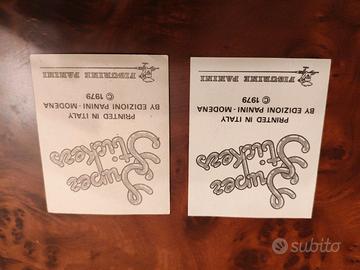 Super
Stickers
PRINTED IN ITALY
BY EDIZIONI PANINI - MODENA
© 1979
FIGURINE PANINI
Super
Stickers
PRINTED IN ITALY
BY EDIZIONI PANINI - MODENA
© 1979
FIGURINE PANINI
subito